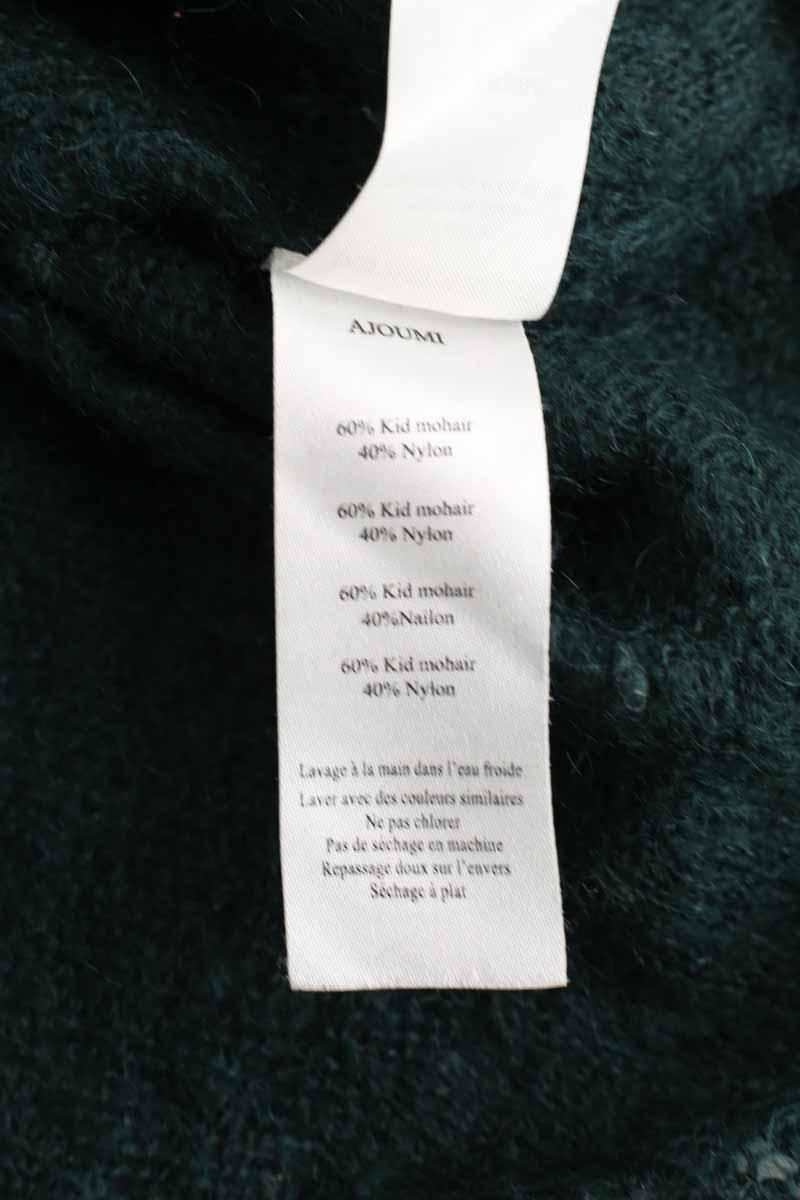 AJOUMI
60% Kid mohair
40% Nylon
60% Kid mohair
40% Nylon
60% Kid mohair
40%Nailon
60% Kid mohair
40% Nylon
Lavage à la main dans l'eau froide
Laver avec des couleurs similaires
Ne pas chlorer
Pas de séchage en machine
Repassage doux sur l'envers
Séchage à plat